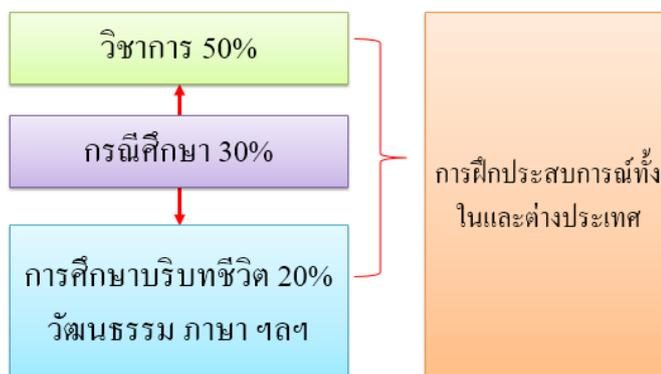 วิชาการ 50%
กรณีศึกษา 30%
การศึกษาบริบทชีวิต 20%
วัฒนธรรม ภาษา ฯลฯ
การฝึกประสบการณ์ทั้ง
ในและต่างประเทศ